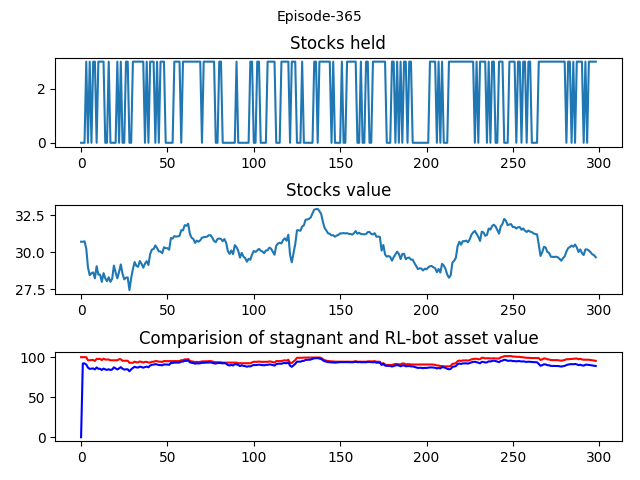 Episode-365
Stocks held
2
0
0 50 100 150 200 250 300
Stocks value
32.5
30.0
27.5
0 50 100 150 200 250 300
Comparision of stagnant and RL-bot asset value
100
50
0
0 50 100 150 200 250 300